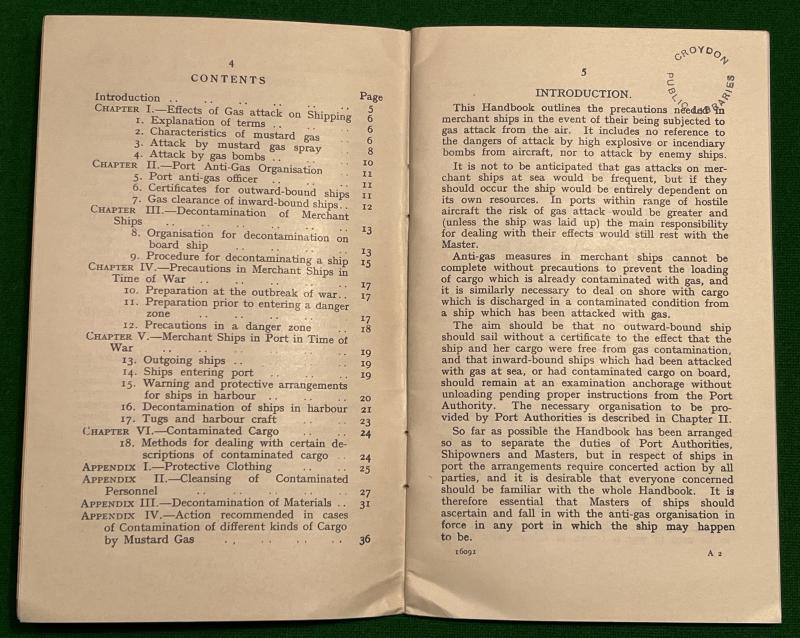 4
CONTENTS
Page
Introduction .. .. .. .. .. 5
CHAPTER I.—Effects of Gas attack on Shipping 6
1. Explanation of terms .. .. .. 6
2. Characteristics of mustard gas 6
3. Attack by mustard gas spray 6
4. Attack by gas bombs .. .. .. 8
CHAPTER II.—Port Anti-Gas Organisation 10
5. Port anti-gas officer .. .. .. 11
6. Certificates for outward-bound ships 11
7. Gas clearance of inward-bound ships.. 12
CHAPTER III.—Decontamination of Merchant
Ships .. .. .. .. .. 13
8. Organisation for decontamination on
board ship .. .. .. .. 13
9. Procedure for decontaminating a ship 15
CHAPTER IV.—Precautions in Merchant Ships in
Time of War .. .. .. .. 17
10. Preparation at the outbreak of war.. 17
11. Preparation prior to entering a danger
zone .. .. .. .. 17
12. Precautions in a danger zone .. 18
CHAPTER V.—Merchant Ships in Port in Time of
War .. .. .. .. .. 19
13. Outgoing ships .. .. .. .. 19
14. Ships entering port .. .. .. 19
15. Warning and protective arrangements
for ships in harbour .. .. .. 20
16. Decontamination of ships in harbour 21
17. Tugs and harbour craft .. .. 23
CHAPTER VI.—Contaminated Cargo .. .. 24
18. Methods for dealing with certain de-
scriptions of contaminated cargo .. 24
APPENDIX I.—Protective Clothing .. .. 25
APPENDIX II.—Cleansing of Contaminated
Personnel .. .. .. .. 27
APPENDIX III.—Decontamination of Materials .. 31
APPENDIX IV.—Action recommended in cases
of Contamination of different kinds of Cargo
by Mustard Gas .. .. .. .. 36
CROYDON
PUBLIC LIBRARIES
5
INTRODUCTION.
This Handbook outlines the precautions needed in
merchant ships in the event of their being subjected to
gas attack from the air. It includes no reference to
the dangers of attack by high explosive or incendiary
bombs from aircraft, nor to attack by enemy ships.
It is not to be anticipated that gas attacks on mer-
chant ships at sea would be frequent, but if they
should occur the ship would be entirely dependent on
its own resources. In ports within range of hostile
aircraft the risk of gas attack would be greater and
(unless the ship was laid up) the main responsibility
for dealing with their effects would still rest with the
Master.
Anti-gas measures in merchant ships cannot be
complete without precautions to prevent the loading
of cargo which is already contaminated with gas, and
it is similarly necessary to deal on shore with cargo
which is discharged in a contaminated condition from
a ship which has been attacked with gas.
The aim should be that no outward-bound ship
should sail without a certificate to the effect that the
ship and her cargo were free from gas contamination,
and that inward-bound ships which had been attacked
with gas at sea, or had contaminated cargo on board,
should remain at an examination anchorage without
unloading pending proper instructions from the Port
Authority. The necessary organisation to be pro-
vided by Port Authorities is described in Chapter II.
So far as possible the Handbook has been arranged
so as to separate the duties of Port Authorities,
Shipowners and Masters, but in respect of ships in
port the arrangements require concerted action by all
parties, and it is desirable that everyone concerned
should be familiar with the whole Handbook. It is
therefore essential that Masters of ships should
ascertain and fall in with the anti-gas organisation in
force in any port in which the ship may happen
to be.
16091
A 2